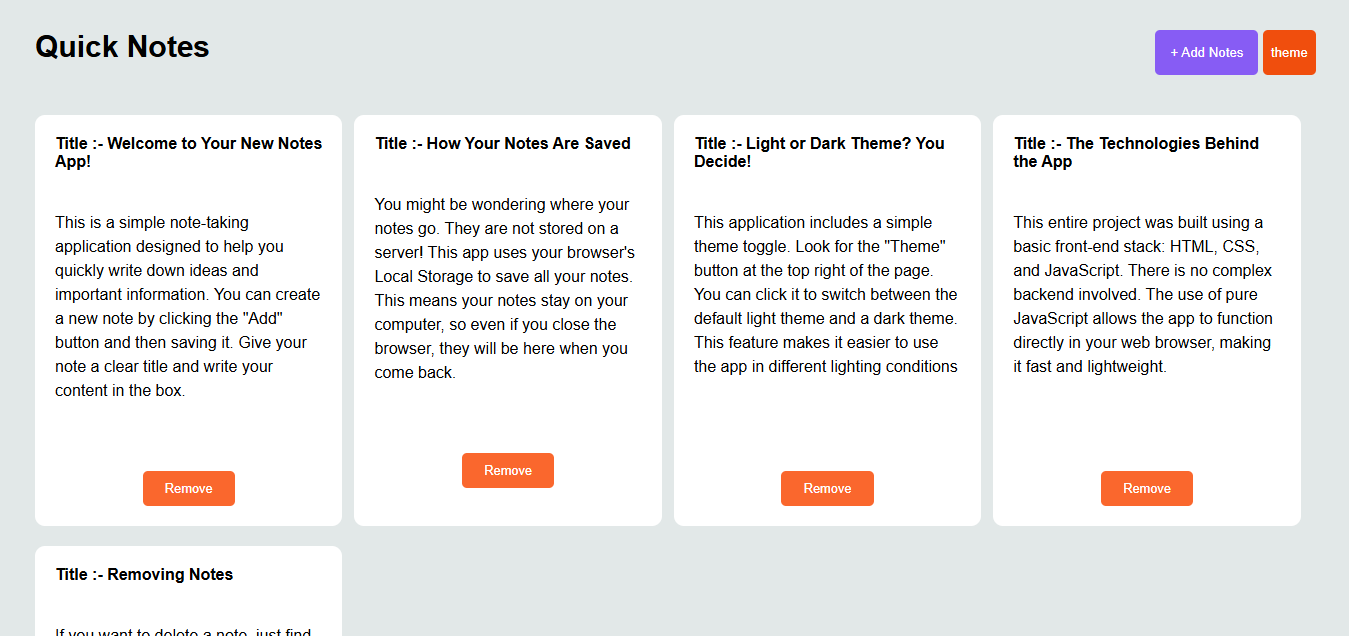 Quick Notes
+ Add Notes
theme
Title :- Welcome to Your New Notes
App!
This is a simple note-taking
application designed to help you
quickly write down ideas and
important information. You can create
a new note by clicking the "Add"
button and then saving it. Give your
note a clear title and write your
content in the box.
Remove
Title :- How Your Notes Are Saved
You might be wondering where your
notes go. They are not stored on a
server! This app uses your browser's
Local Storage to save all your notes.
This means your notes stay on your
computer, so even if you close the
browser, they will be here when you
come back.
Remove
Title :- Light or Dark Theme? You
Decide!
This application includes a simple
theme toggle. Look for the "Theme"
button at the top right of the page.
You can click it to switch between the
default light theme and a dark theme.
This feature makes it easier to use
the app in different lighting conditions
Remove
Title :- The Technologies Behind
the App
This entire project was built using a
basic front-end stack: HTML, CSS,
and JavaScript. There is no complex
backend involved. The use of pure
JavaScript allows the app to function
directly in your web browser, making
it fast and lightweight.
Remove
Title :- Removing Notes
If you want to delete a note, just find